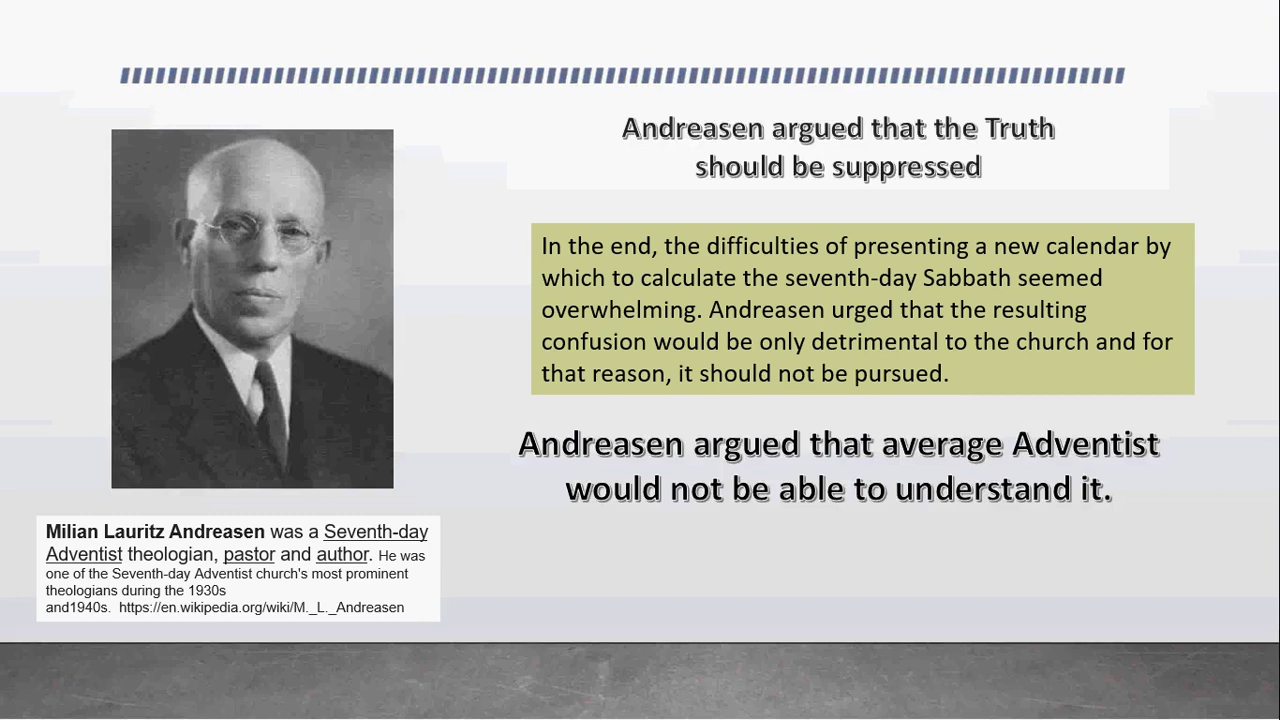 Andreasen argued that the Truth
should be suppressed
In the end, the difficulties of presenting a new calendar by
which to calculate the seventh-day Sabbath seemed
overwhelming. Andreasen urged that the resulting
confusion would be only detrimental to the church and for
that reason, it should not be pursued.
Andreasen argued that average Adventist
would not be able to understand it.
Milian Lauritz Andreasen was a Seventh-day
Adventist theologian, pastor and author. He was
one of the Seventh-day Adventist church's most prominent
theologians during the 1930s
and1940s.  https://en.wikipedia.org/wiki/M._L._Andreasen